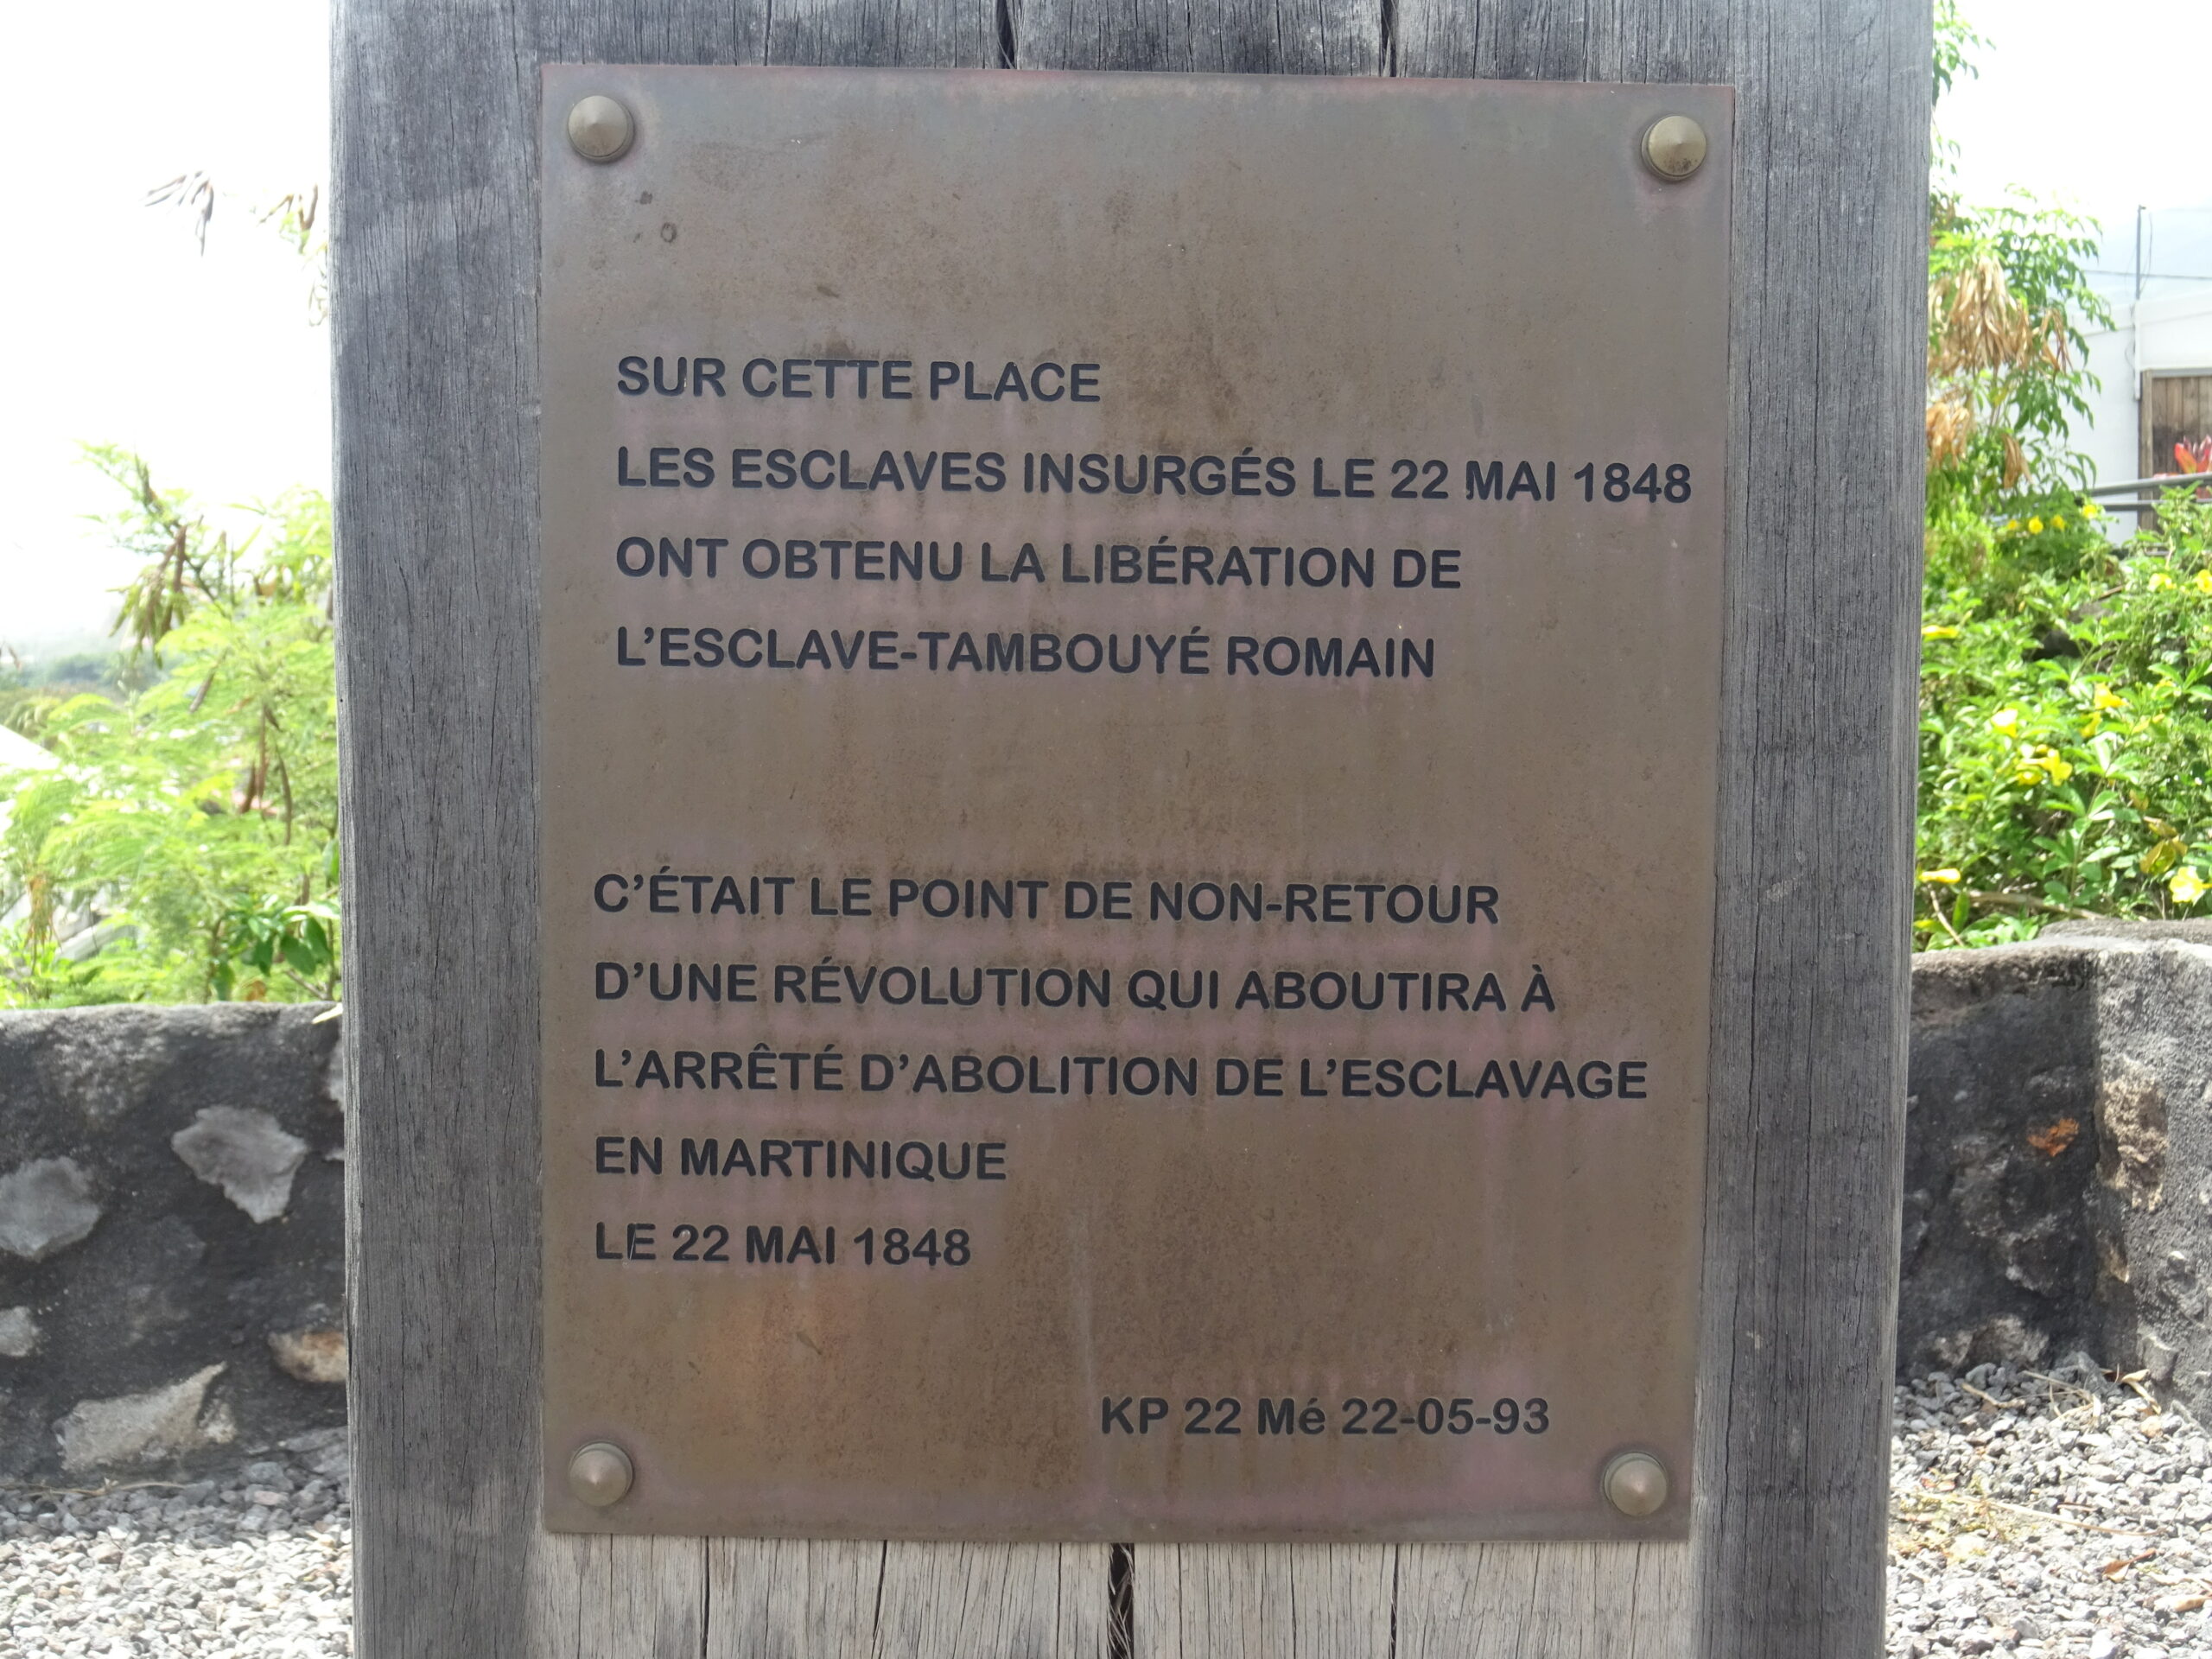 SUR CETTE PLACE
LES ESCLAVES INSURGÉS LE 22 MAI 1848
ONT OBTENU LA LIBÉRATION DE
L’ESCLAVE-TAMBOUYÉ ROMAIN
C’ÉTAIT LE POINT DE NON-RETOUR
D’UNE RÉVOLUTION QUI ABOUTIRA À
L’ARRÊTÉ D’ABOLITION DE L’ESCLAVAGE
EN MARTINIQUE
LE 22 MAI 1848
KP 22 Mé 22-05-93